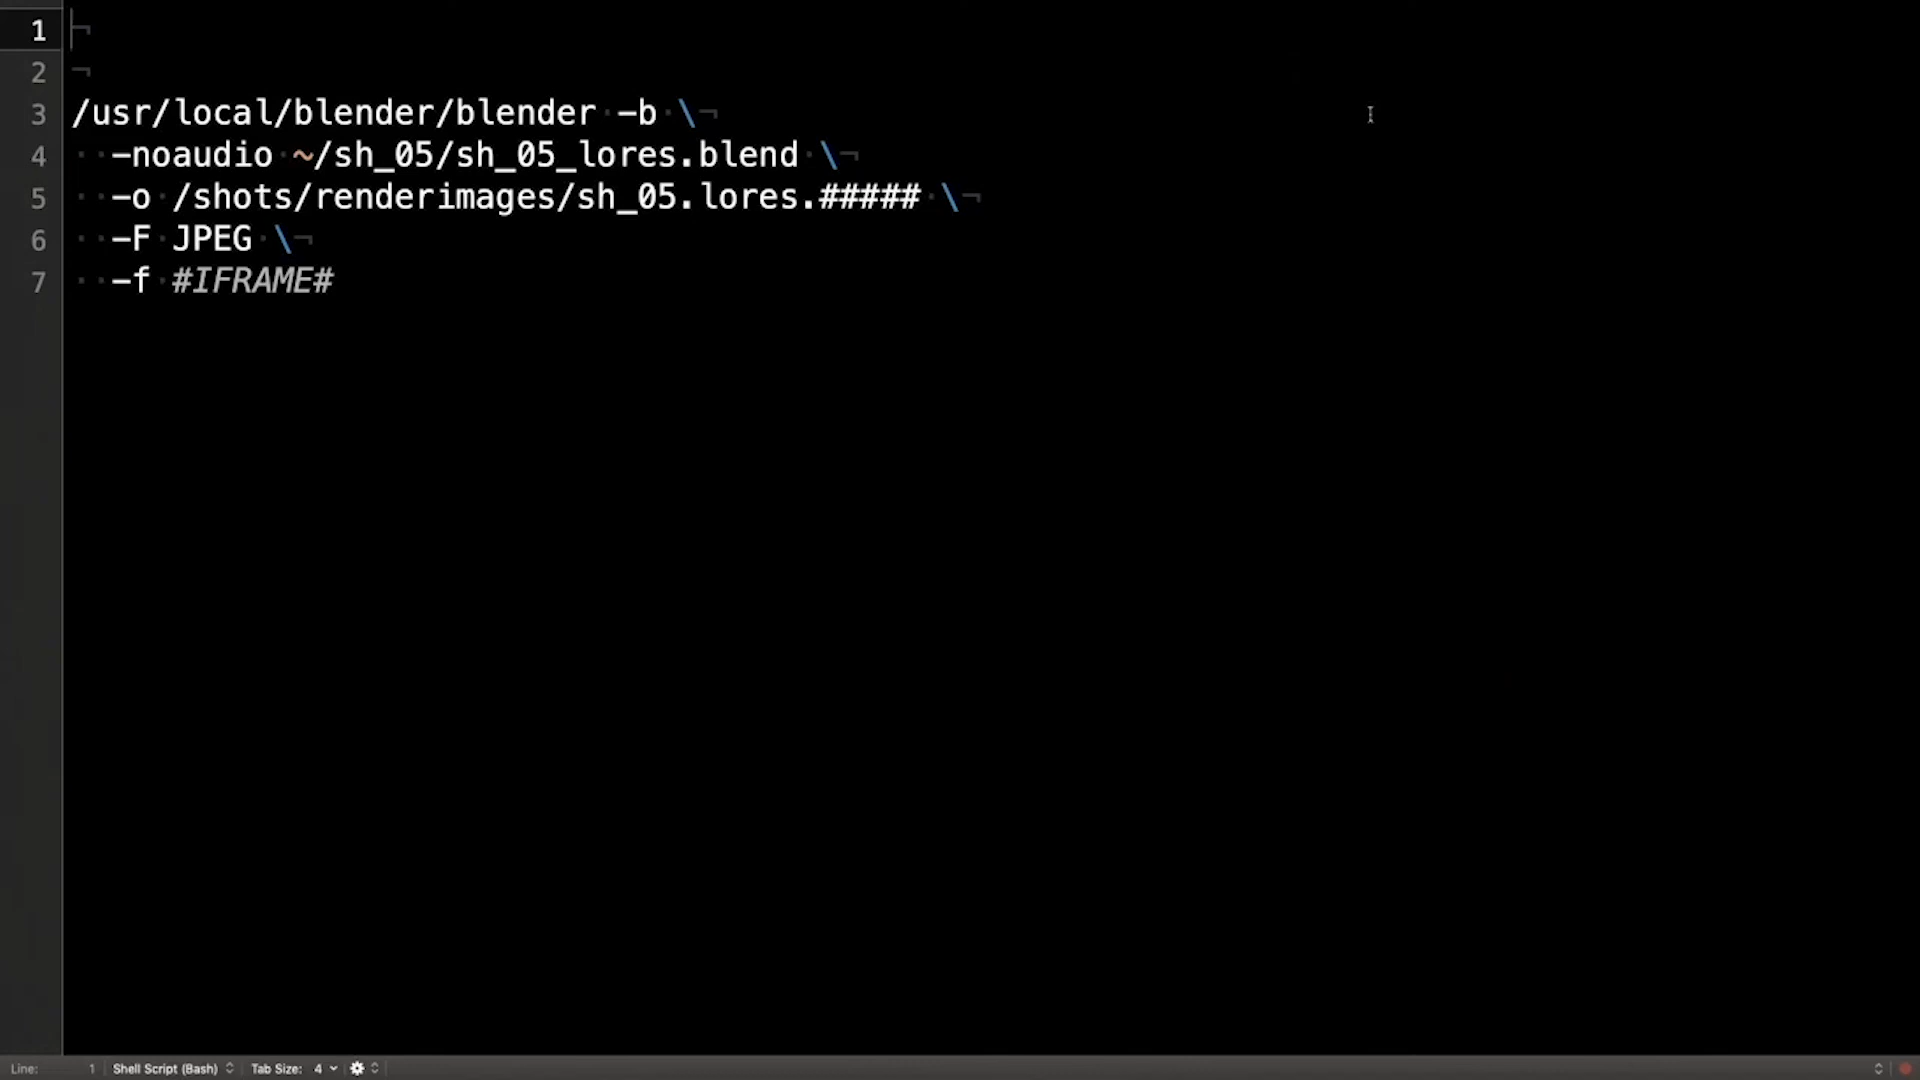 1
2
3 /usr/local/blender/blender -b \
4   -noaudio ~/sh_05/sh_05_lores.blend \
5   -o /shots/renderimages/sh_05.lores.##### \
6   -F JPEG \
7   -f #IFRAME#
Line: 1 Shell Script (Bash) Tab Size: 4